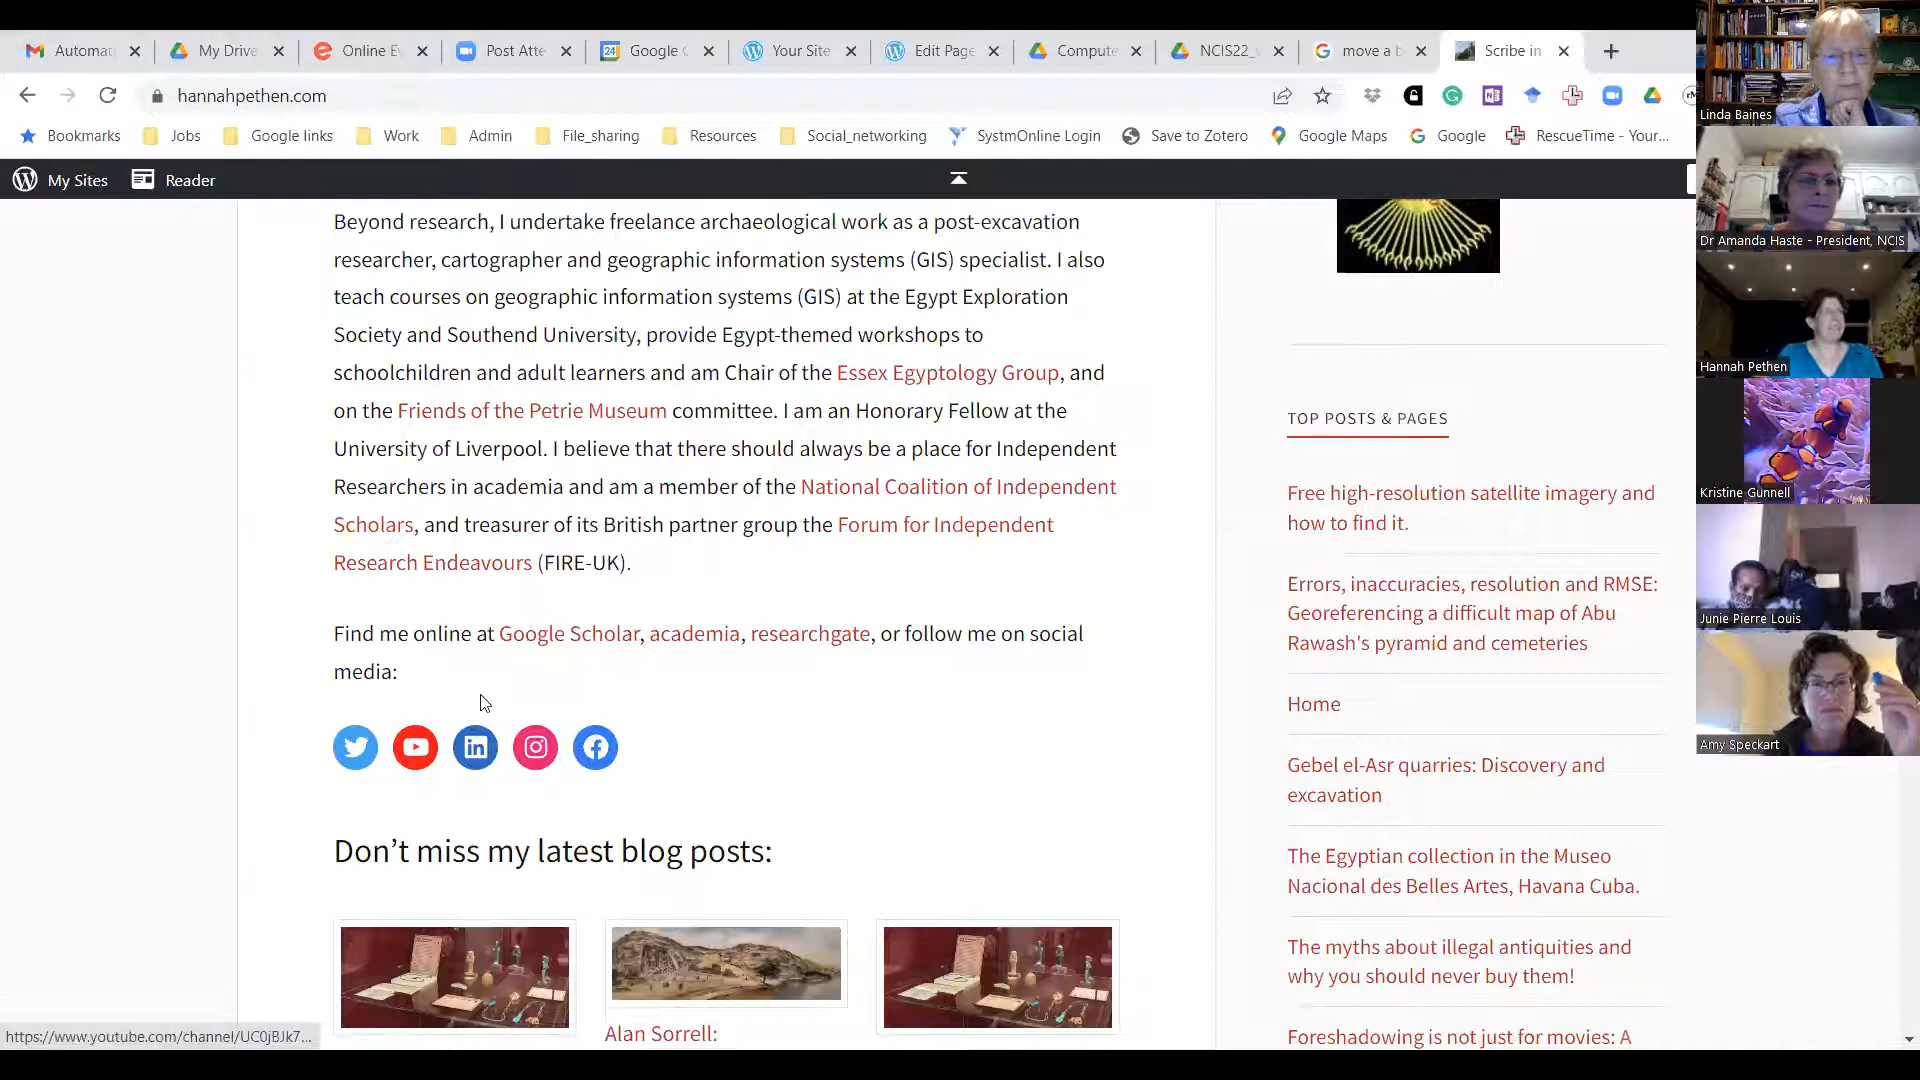 Automat
My Drive
Online Ev
Post Atte
Google C
Your Site
Edit Page
Compute
NCIS22_
move a b
Scribe in
hannahpethen.com
Bookmarks
Jobs
Google links
Work
Admin
File_sharing
Resources
Social_networking
SystmOnline Login
Save to Zotero
Google Maps
Google
RescueTime - Your...
My Sites
Reader
Beyond research, I undertake freelance archaeological work as a post-excavation
researcher, cartographer and geographic information systems (GIS) specialist. I also
teach courses on geographic information systems (GIS) at the Egypt Exploration
Society and Southend University, provide Egypt-themed workshops to
schoolchildren and adult learners and am Chair of the Essex Egyptology Group, and
on the Friends of the Petrie Museum committee. I am an Honorary Fellow at the
University of Liverpool. I believe that there should always be a place for Independent
Researchers in academia and am a member of the National Coalition of Independent
Scholars, and treasurer of its British partner group the Forum for Independent
Research Endeavours (FIRE-UK).
Find me online at Google Scholar, academia, researchgate, or follow me on social
media:
Don’t miss my latest blog posts:
Alan Sorrell:
https://www.youtube.com/channel/UC0jBJk7...
TOP POSTS & PAGES
Free high-resolution satellite imagery and
how to find it.
Errors, inaccuracies, resolution and RMSE:
Georeferencing a difficult map of Abu
Rawash's pyramid and cemeteries
Home
Gebel el-Asr quarries: Discovery and
excavation
The Egyptian collection in the Museo
Nacional des Belles Artes, Havana Cuba.
The myths about illegal antiquities and
why you should never buy them!
Foreshadowing is not just for movies: A
Linda Baines
Dr Amanda Haste - President, NCIS
Hannah Pethen
Kristine Gunnell
Junie Pierre Louis
Amy Speckart